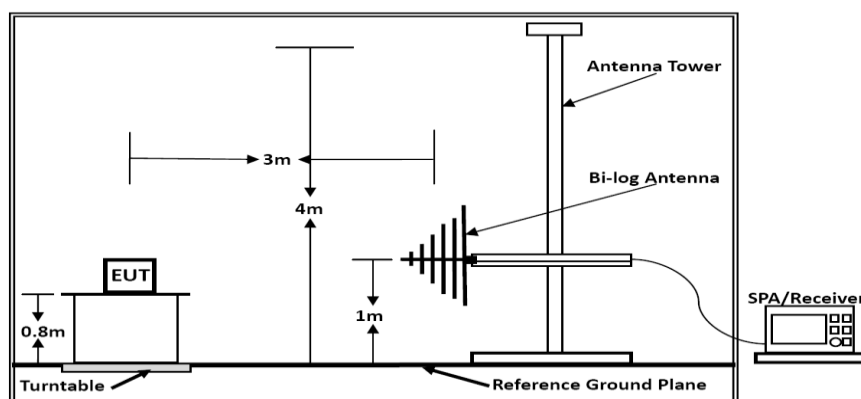 Antenna Tower
3m
Bi-log Antenna
4m
EUT
0.8m
1m
SPA/Receiver
Turntable
Reference Ground Plane